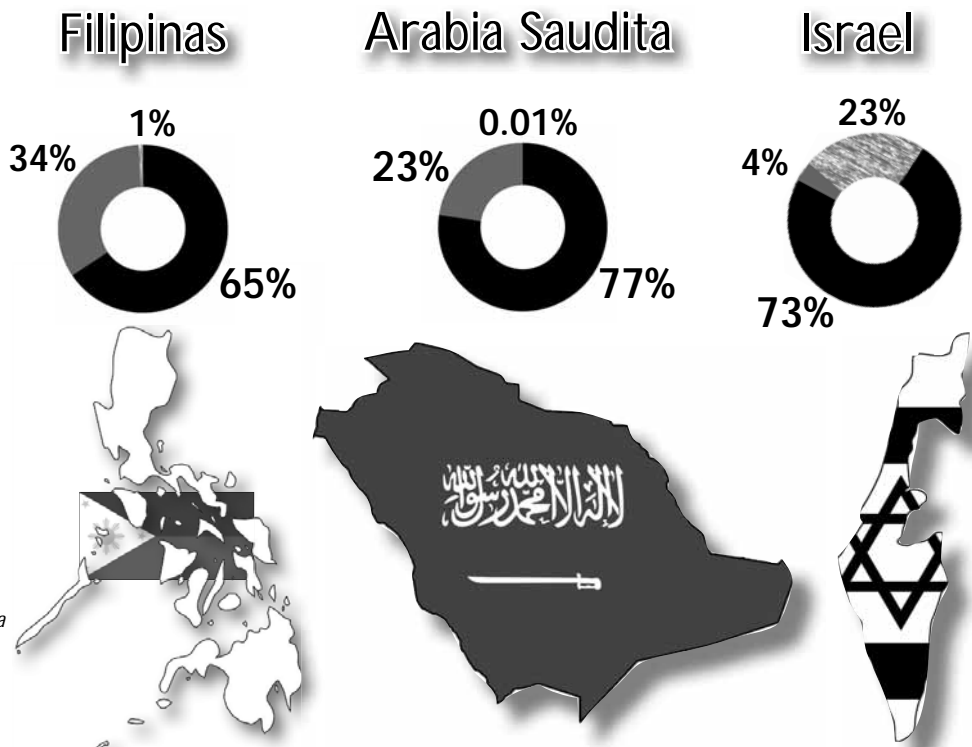 Filipinas
Arabia Saudita
Israel
1%
34%
65%
0.01%
23%
77%
23%
4%
73%
لا إله إلا الله محمد رسول الله
a